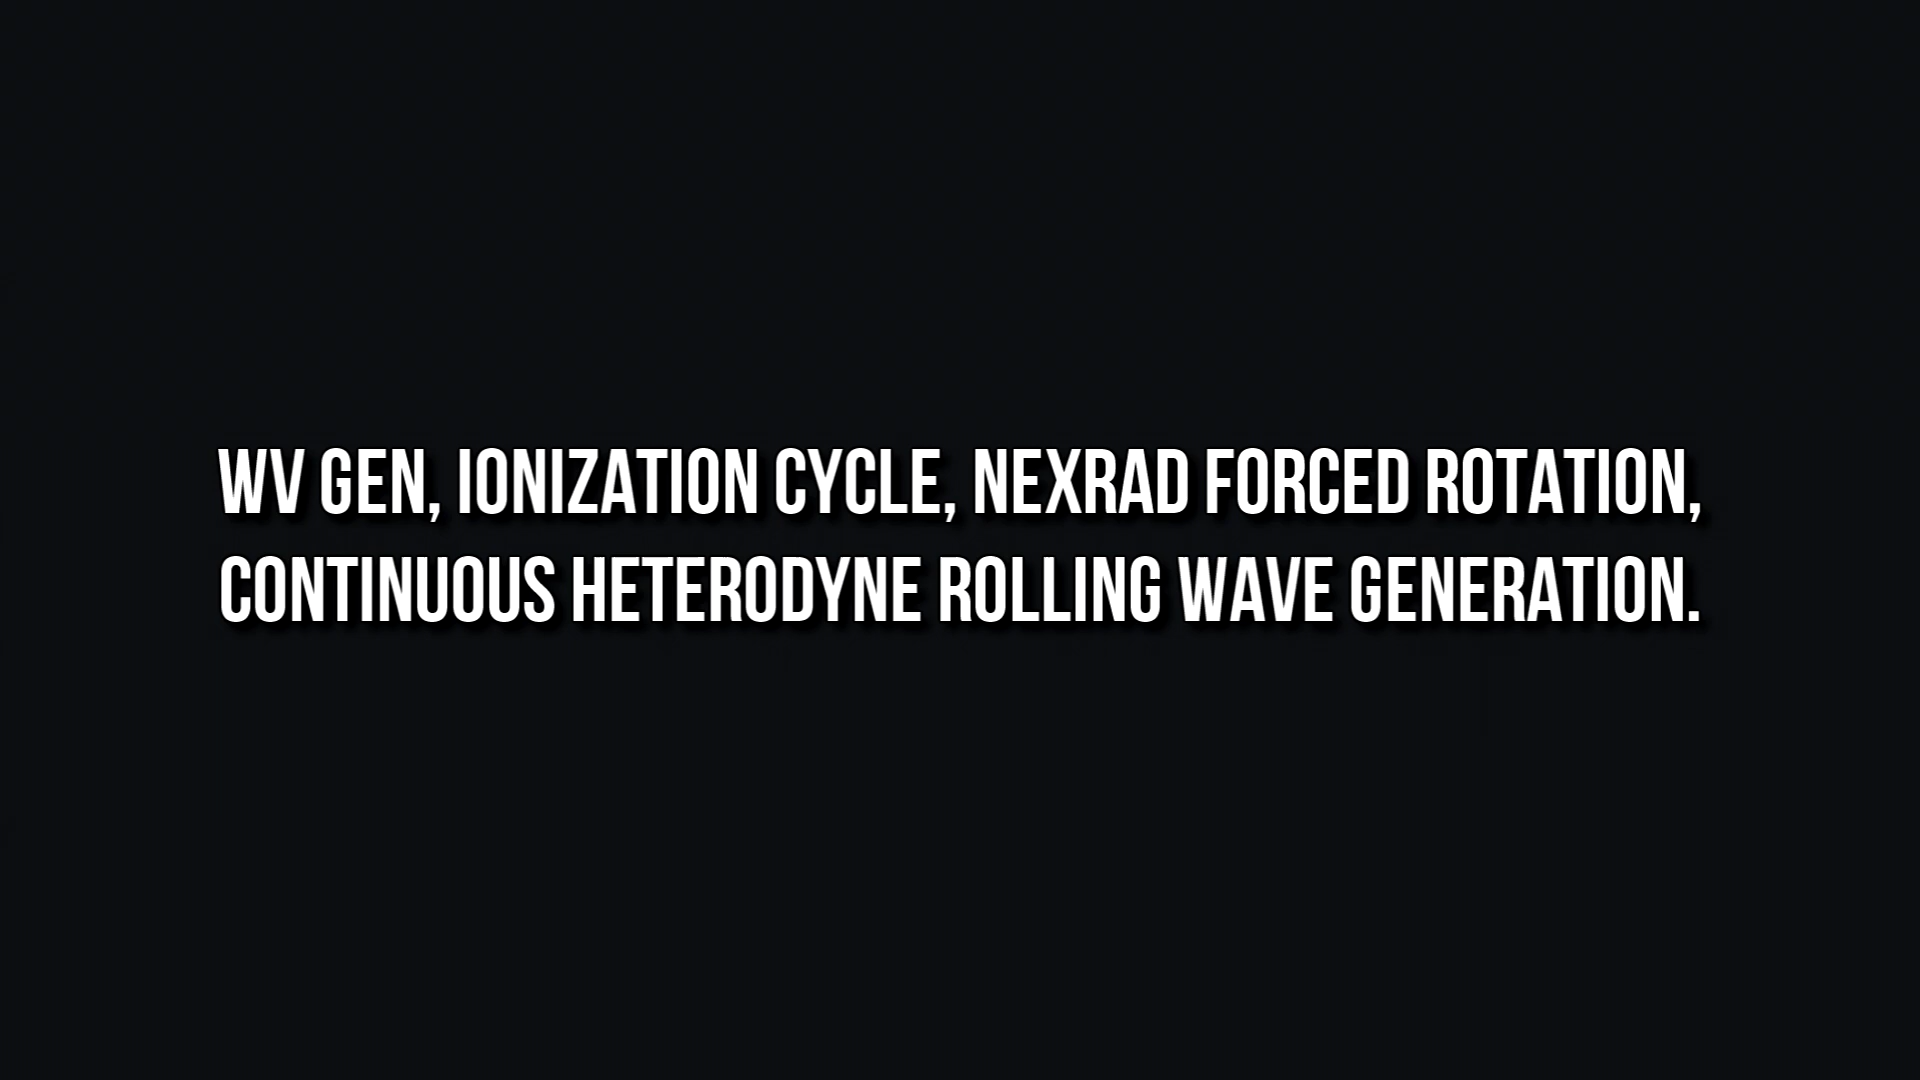 WV GEN, IONIZATION CYCLE, NEXRAD FORCED ROTATION,
CONTINUOUS HETERODYNE ROLLING WAVE GENERATION.